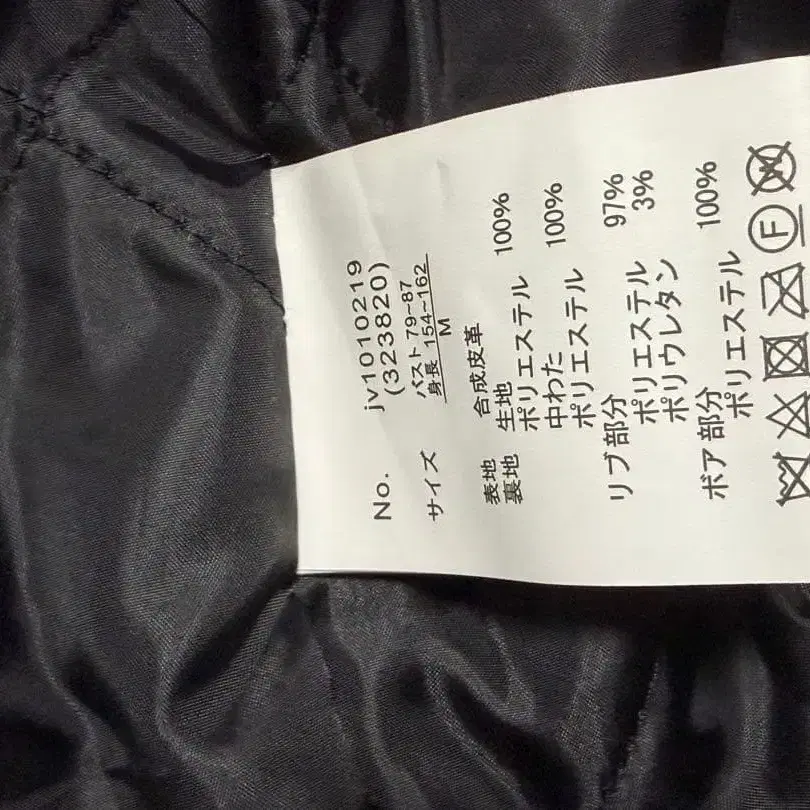 No. jv1010219
(323820)
サイズ バスト 79~87
身長 154~162
M
表地 合成皮革
裏地 生地
ポリエステル 100%
中わた
ポリエステル 100%
リブ部分
ポリエステル 97%
ポリウレタン 3%
ボア部分
ポリエステル 100%
F